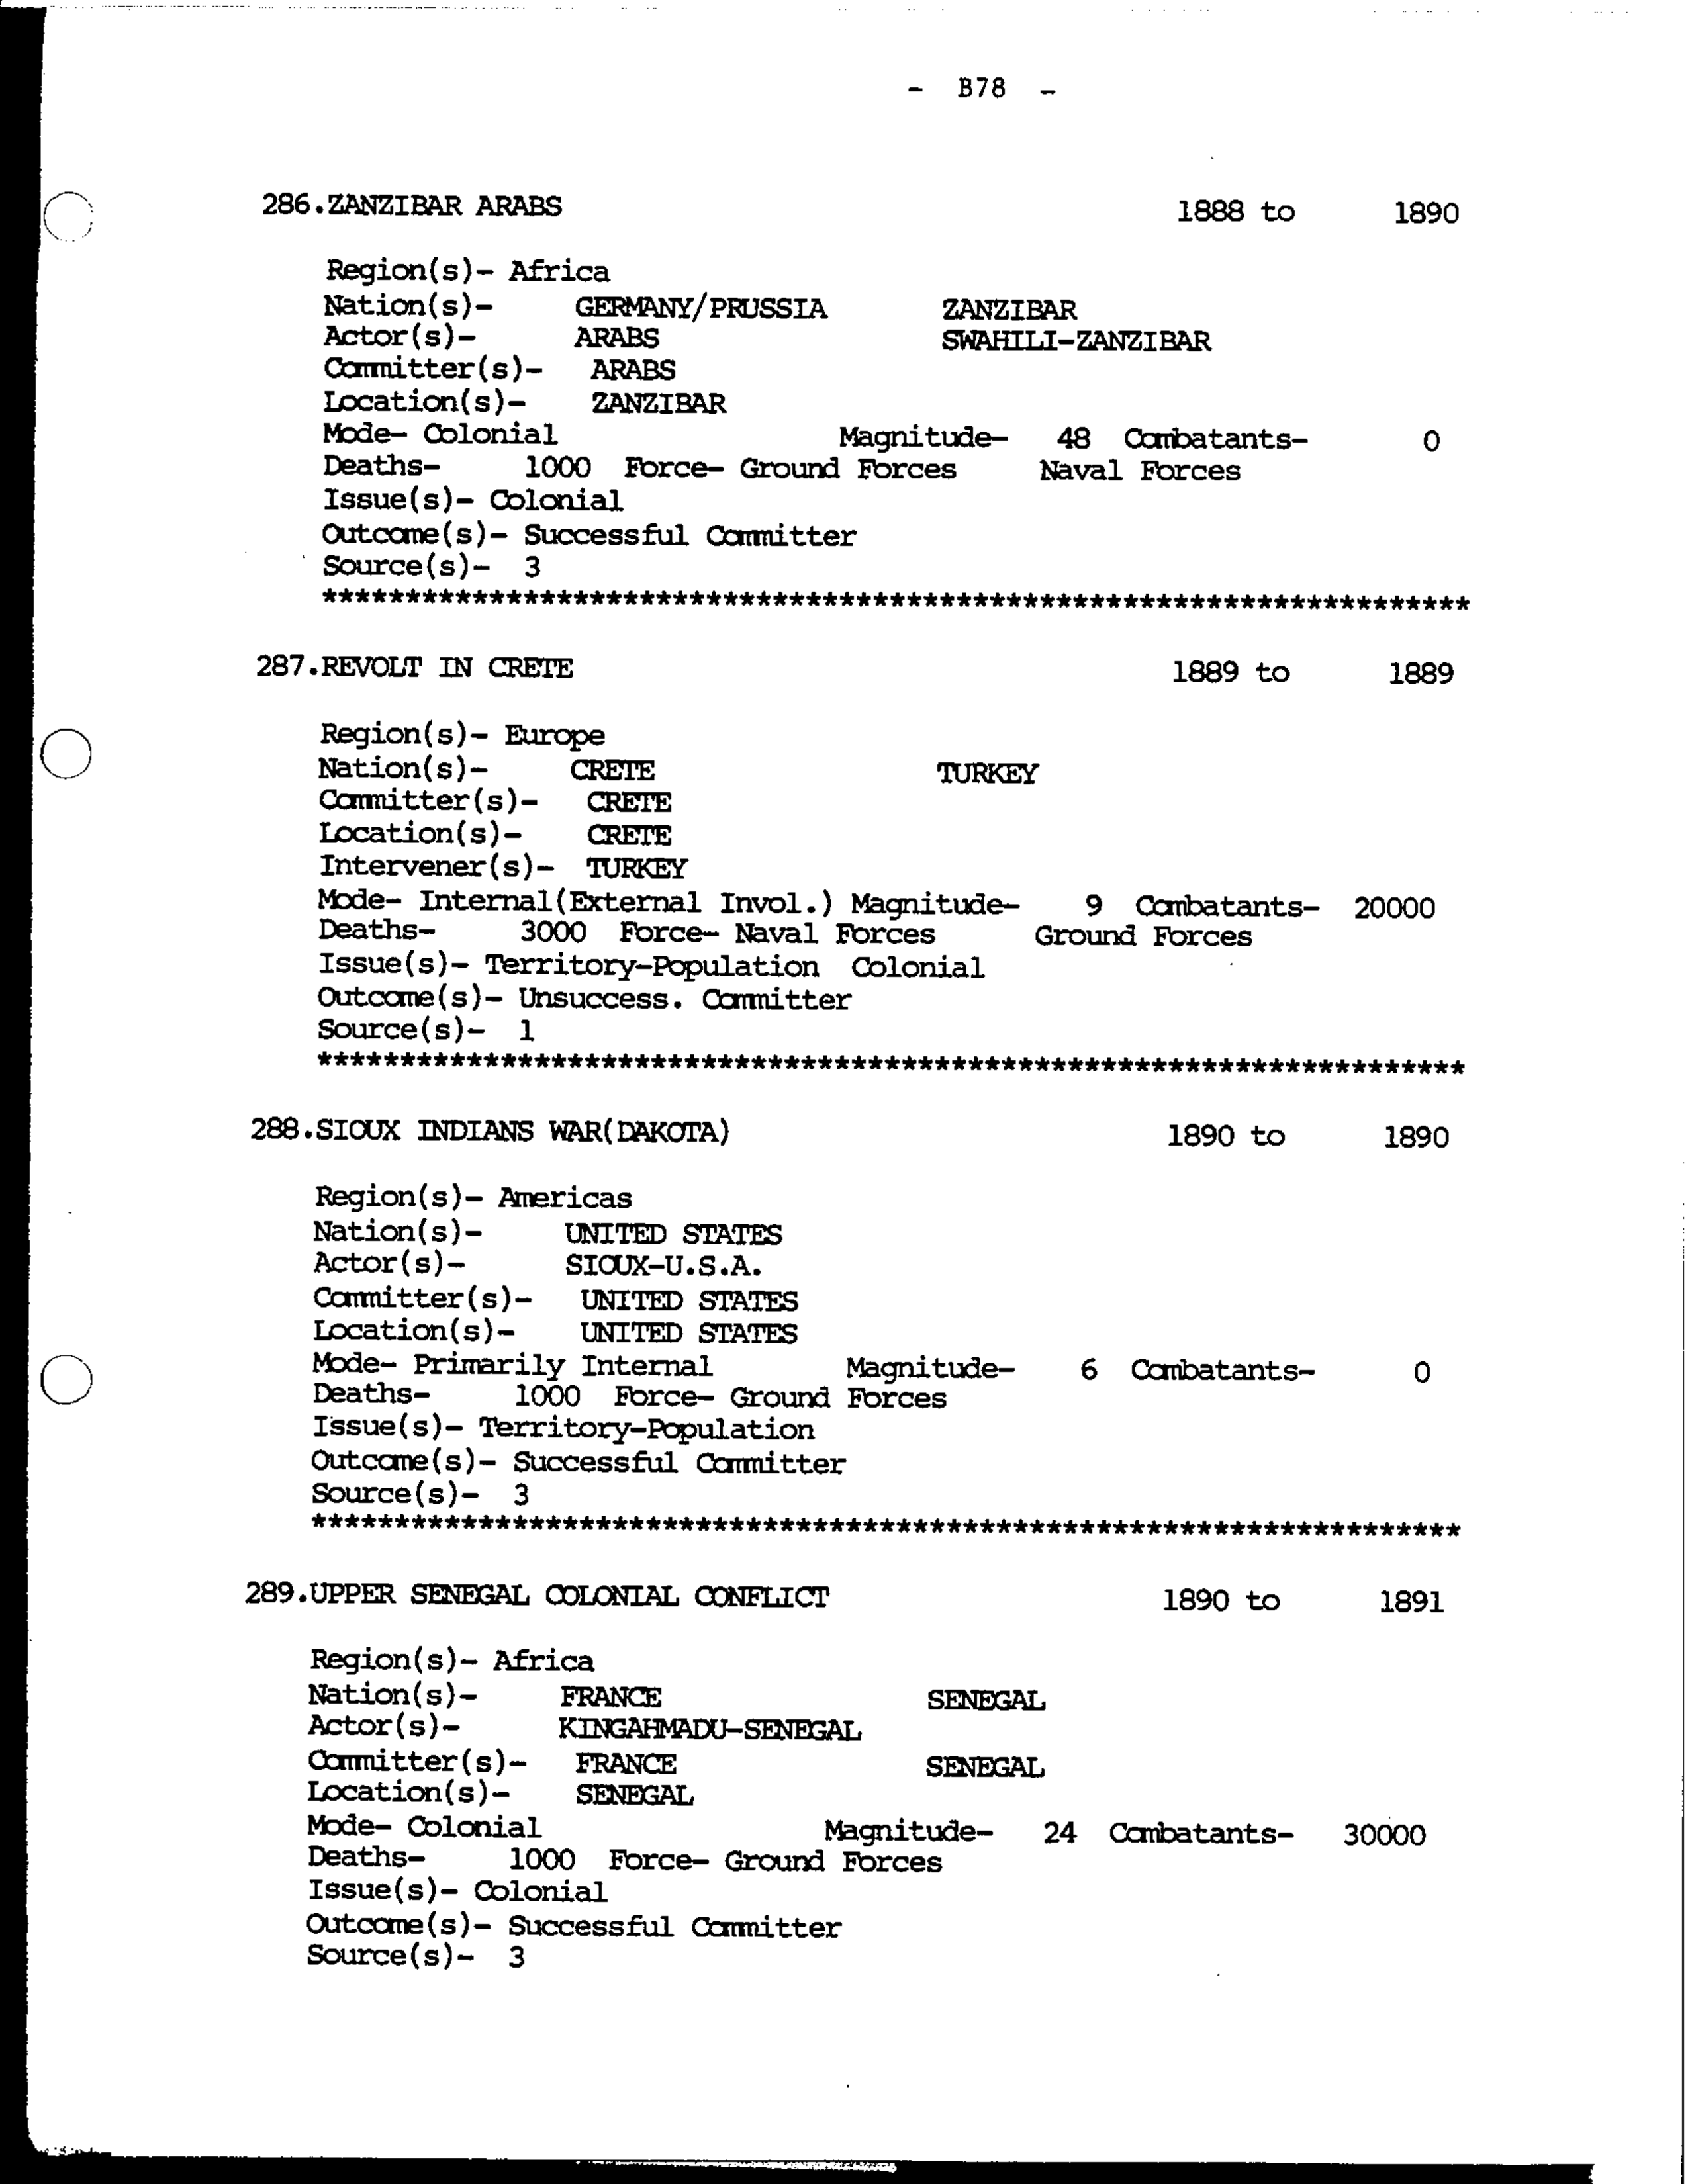 - B78 -
286.ZANZIBAR ARABS 1888 to 1890
Region(s)- Africa
Nation(s)- GERMANY/PRUSSIA ZANZIBAR
Actor(s)- ARABS SWAHILI-ZANZIBAR
Committer(s)- ARABS
Location(s)- ZANZIBAR
Mode- Colonial Magnitude- 48 Combatants- 0
Deaths- 1000 Force- Ground Forces Naval Forces
Issue(s)- Colonial
Outcome(s)- Successful Committer
Source(s)- 3
*********************************************************************
287.REVOLT IN CRETE 1889 to 1889
Region(s)- Europe
Nation(s)- CRETE TURKEY
Committer(s)- CRETE
Location(s)- CRETE
Intervener(s)- TURKEY
Mode- Internal(External Invol.) Magnitude- 9 Combatants- 20000
Deaths- 3000 Force- Naval Forces Ground Forces
Issue(s)- Territory-Population Colonial
Outcome(s)- Unsuccess. Committer
Source(s)- 1
*********************************************************************
288.SIOUX INDIANS WAR(DAKOTA) 1890 to 1890
Region(s)- Americas
Nation(s)- UNITED STATES
Actor(s)- SIOUX-U.S.A.
Committer(s)- UNITED STATES
Location(s)- UNITED STATES
Mode- Primarily Internal Magnitude- 6 Combatants- 0
Deaths- 1000 Force- Ground Forces
Issue(s)- Territory-Population
Outcome(s)- Successful Committer
Source(s)- 3
*********************************************************************
289.UPPER SENEGAL COLONIAL CONFLICT 1890 to 1891
Region(s)- Africa
Nation(s)- FRANCE SENEGAL
Actor(s)- KINGAHMADU-SENEGAL
Committer(s)- FRANCE SENEGAL
Location(s)- SENEGAL
Mode- Colonial Magnitude- 24 Combatants- 30000
Deaths- 1000 Force- Ground Forces
Issue(s)- Colonial
Outcome(s)- Successful Committer
Source(s)- 3